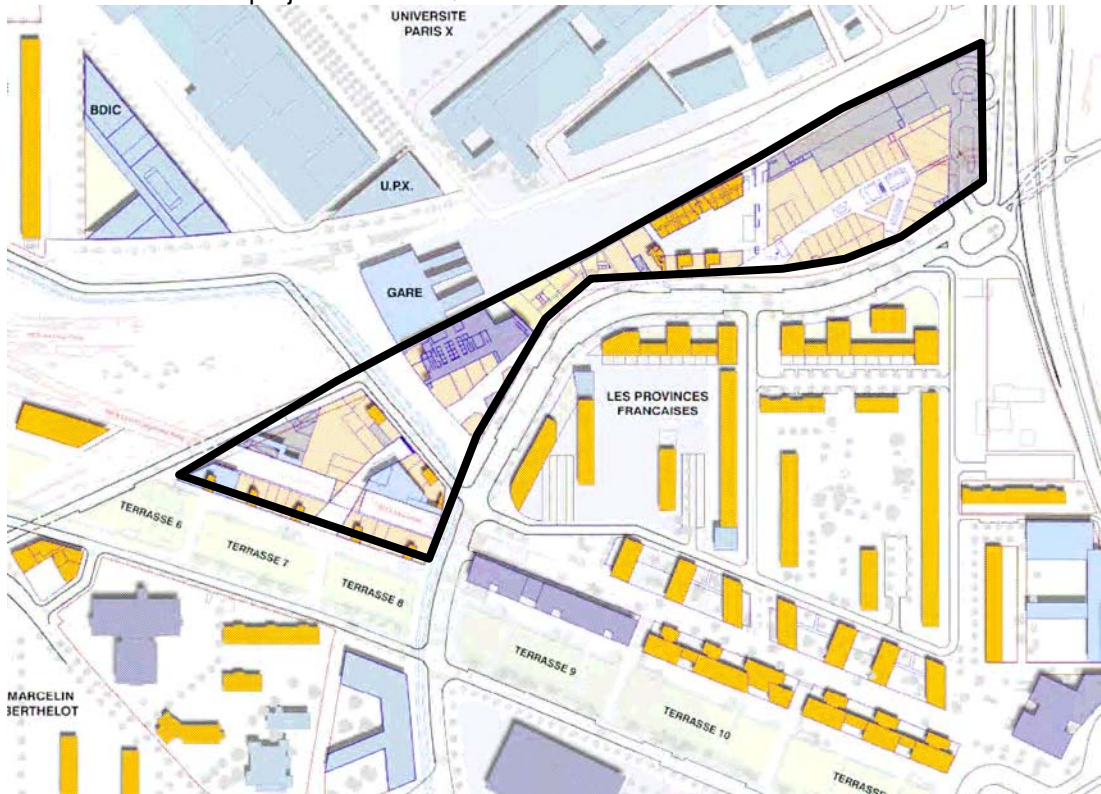 UNIVERSITE
PARIS X
BDIC
U.P.X.
GARE
LES PROVINCES
FRANCAISES
TERRASSE 6
TERRASSE 7
TERRASSE 8
TERRASSE 9
TERRASSE 10
TERRASSE
MARCELIN
BERTHELOT